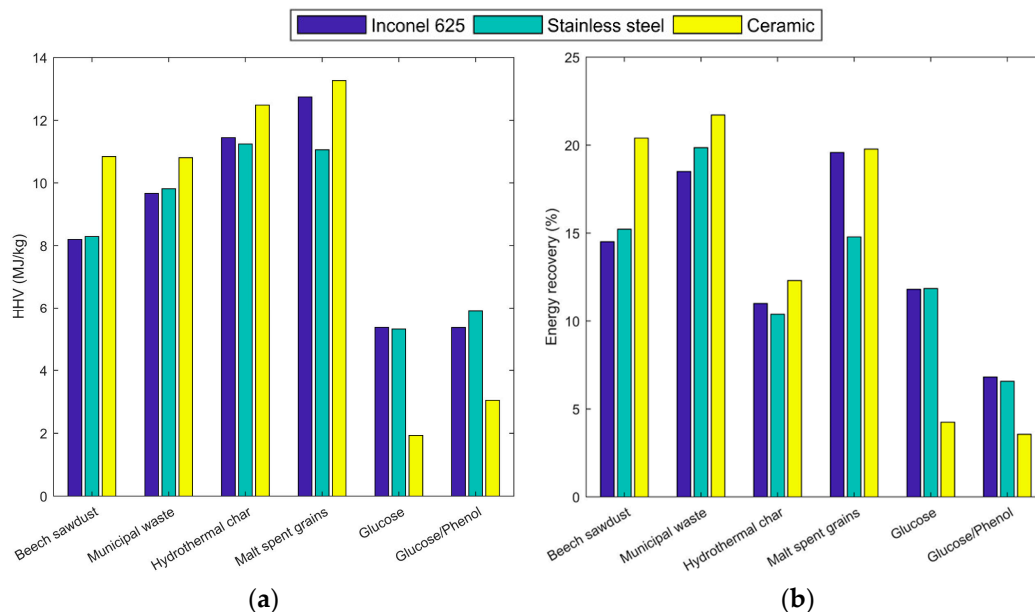 Inconel 625 Stainless steel Ceramic
HHV (MJ/kg)
14
12
10
8
6
4
2
0
Beech sawdust
Municipal waste
Hydrothermal char
Malt spent grains
Glucose
Glucose/Phenol
(a)
Energy recovery (%)
25
20
15
10
5
0
Beech sawdust
Municipal waste
Hydrothermal char
Malt spent grains
Glucose
Glucose/Phenol
(b)